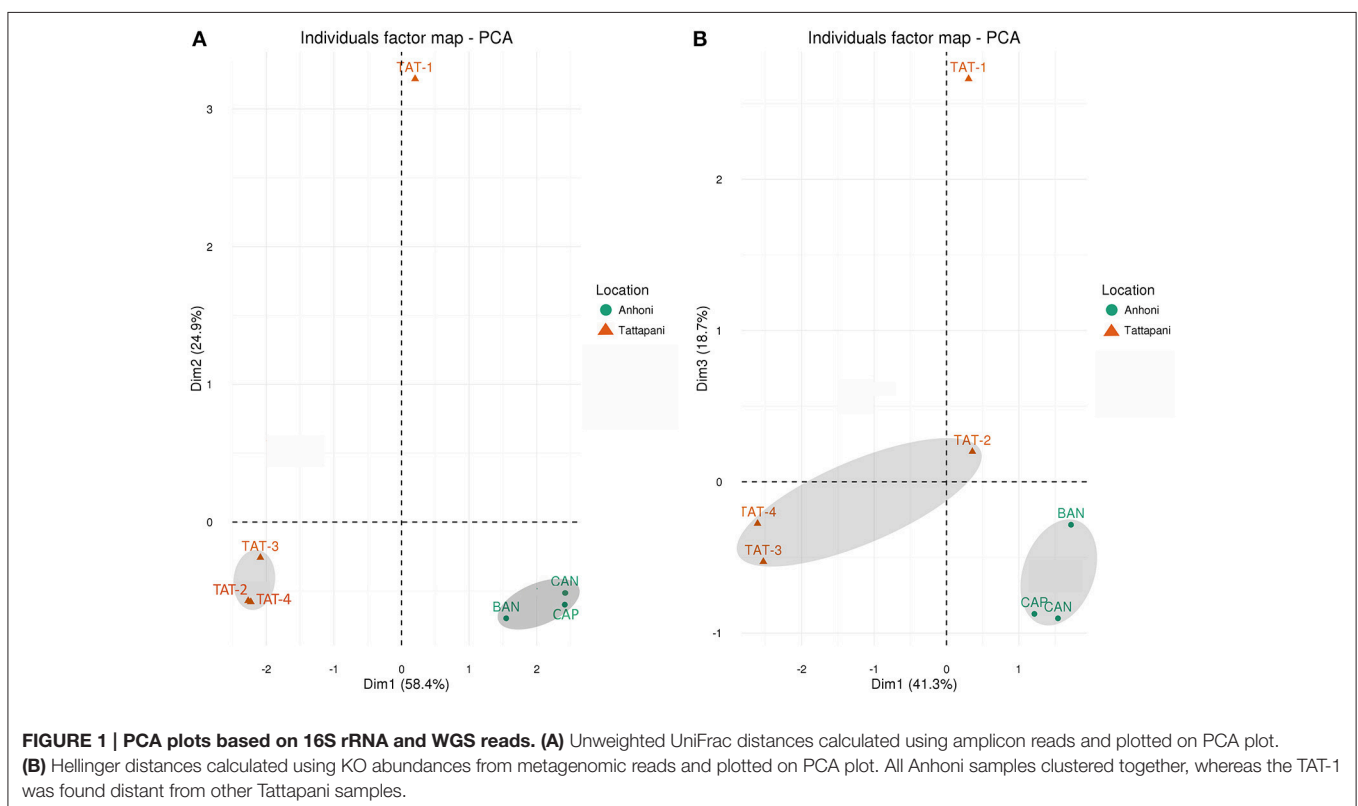 A
Individuals factor map - PCA
TAT-1
3
2
1
0
Dim2 (24.9%)
TAT-3
TAT-2
TAT-4
CAN
BAN
CAP
-2
-1
0
1
2
Dim1 (58.4%)
Location
Anhoni
Tattapani
B
Individuals factor map - PCA
TAT-1
2
1
0
-1
Dim3 (18.7%)
TAT-2
TAT-4
TAT-3
BAN
CAP
CAN
-2
-1
0
1
Dim1 (41.3%)
Location
Anhoni
Tattapani
FIGURE 1 | PCA plots based on 16S rRNA and WGS reads. (A) Unweighted UniFrac distances calculated using amplicon reads and plotted on PCA plot.
(B) Hellinger distances calculated using KO abundances from metagenomic reads and plotted on PCA plot. All Anhoni samples clustered together, whereas the TAT-1
was found distant from other Tattapani samples.